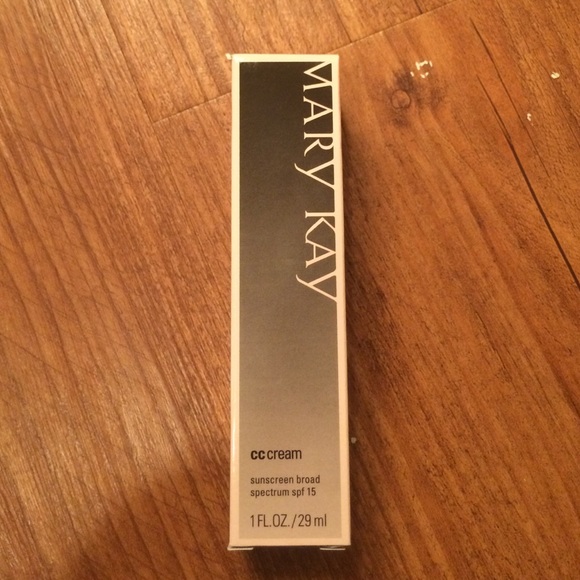 MARY KAY
cc cream
sunscreen broad
spectrum spf 15
1 FL.OZ./29 ml